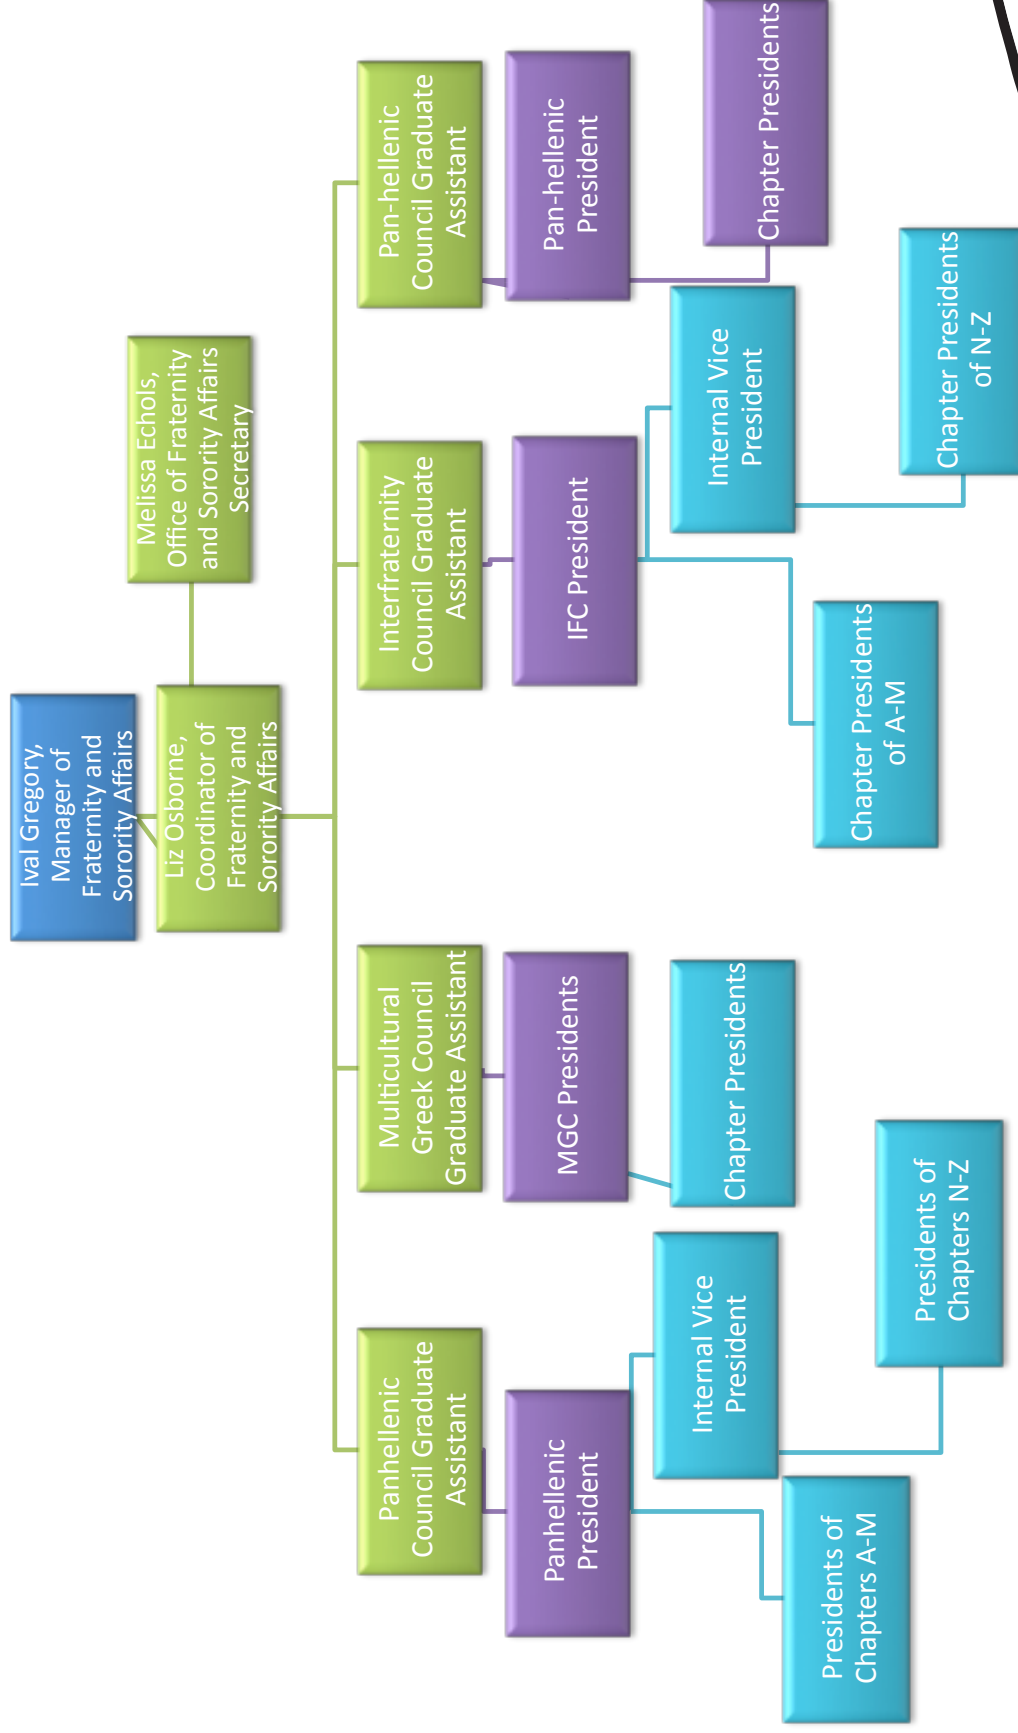 Ival Gregory,
Manager of
Fraternity and
Sorority Affairs
Melissa Echols,
Office of Fraternity
and Sorority Affairs
Secretary
Liz Osborne,
Coordinator of
Fraternity and
Sorority Affairs
Panhellenic
Council Graduate
Assistant
Multicultural
Greek Council
Graduate Assistant
Interfraternity
Council Graduate
Assistant
Pan-hellenic
Council Graduate
Assistant
Panhellenic
President
MGC Presidents
IFC President
Pan-hellenic
President
Internal Vice
President
Chapter Presidents
Internal Vice
President
Chapter Presidents
Presidents of
Chapters A-M
Presidents of
Chapters N-Z
Chapter Presidents
of A-M
Chapter Presidents
of N-Z